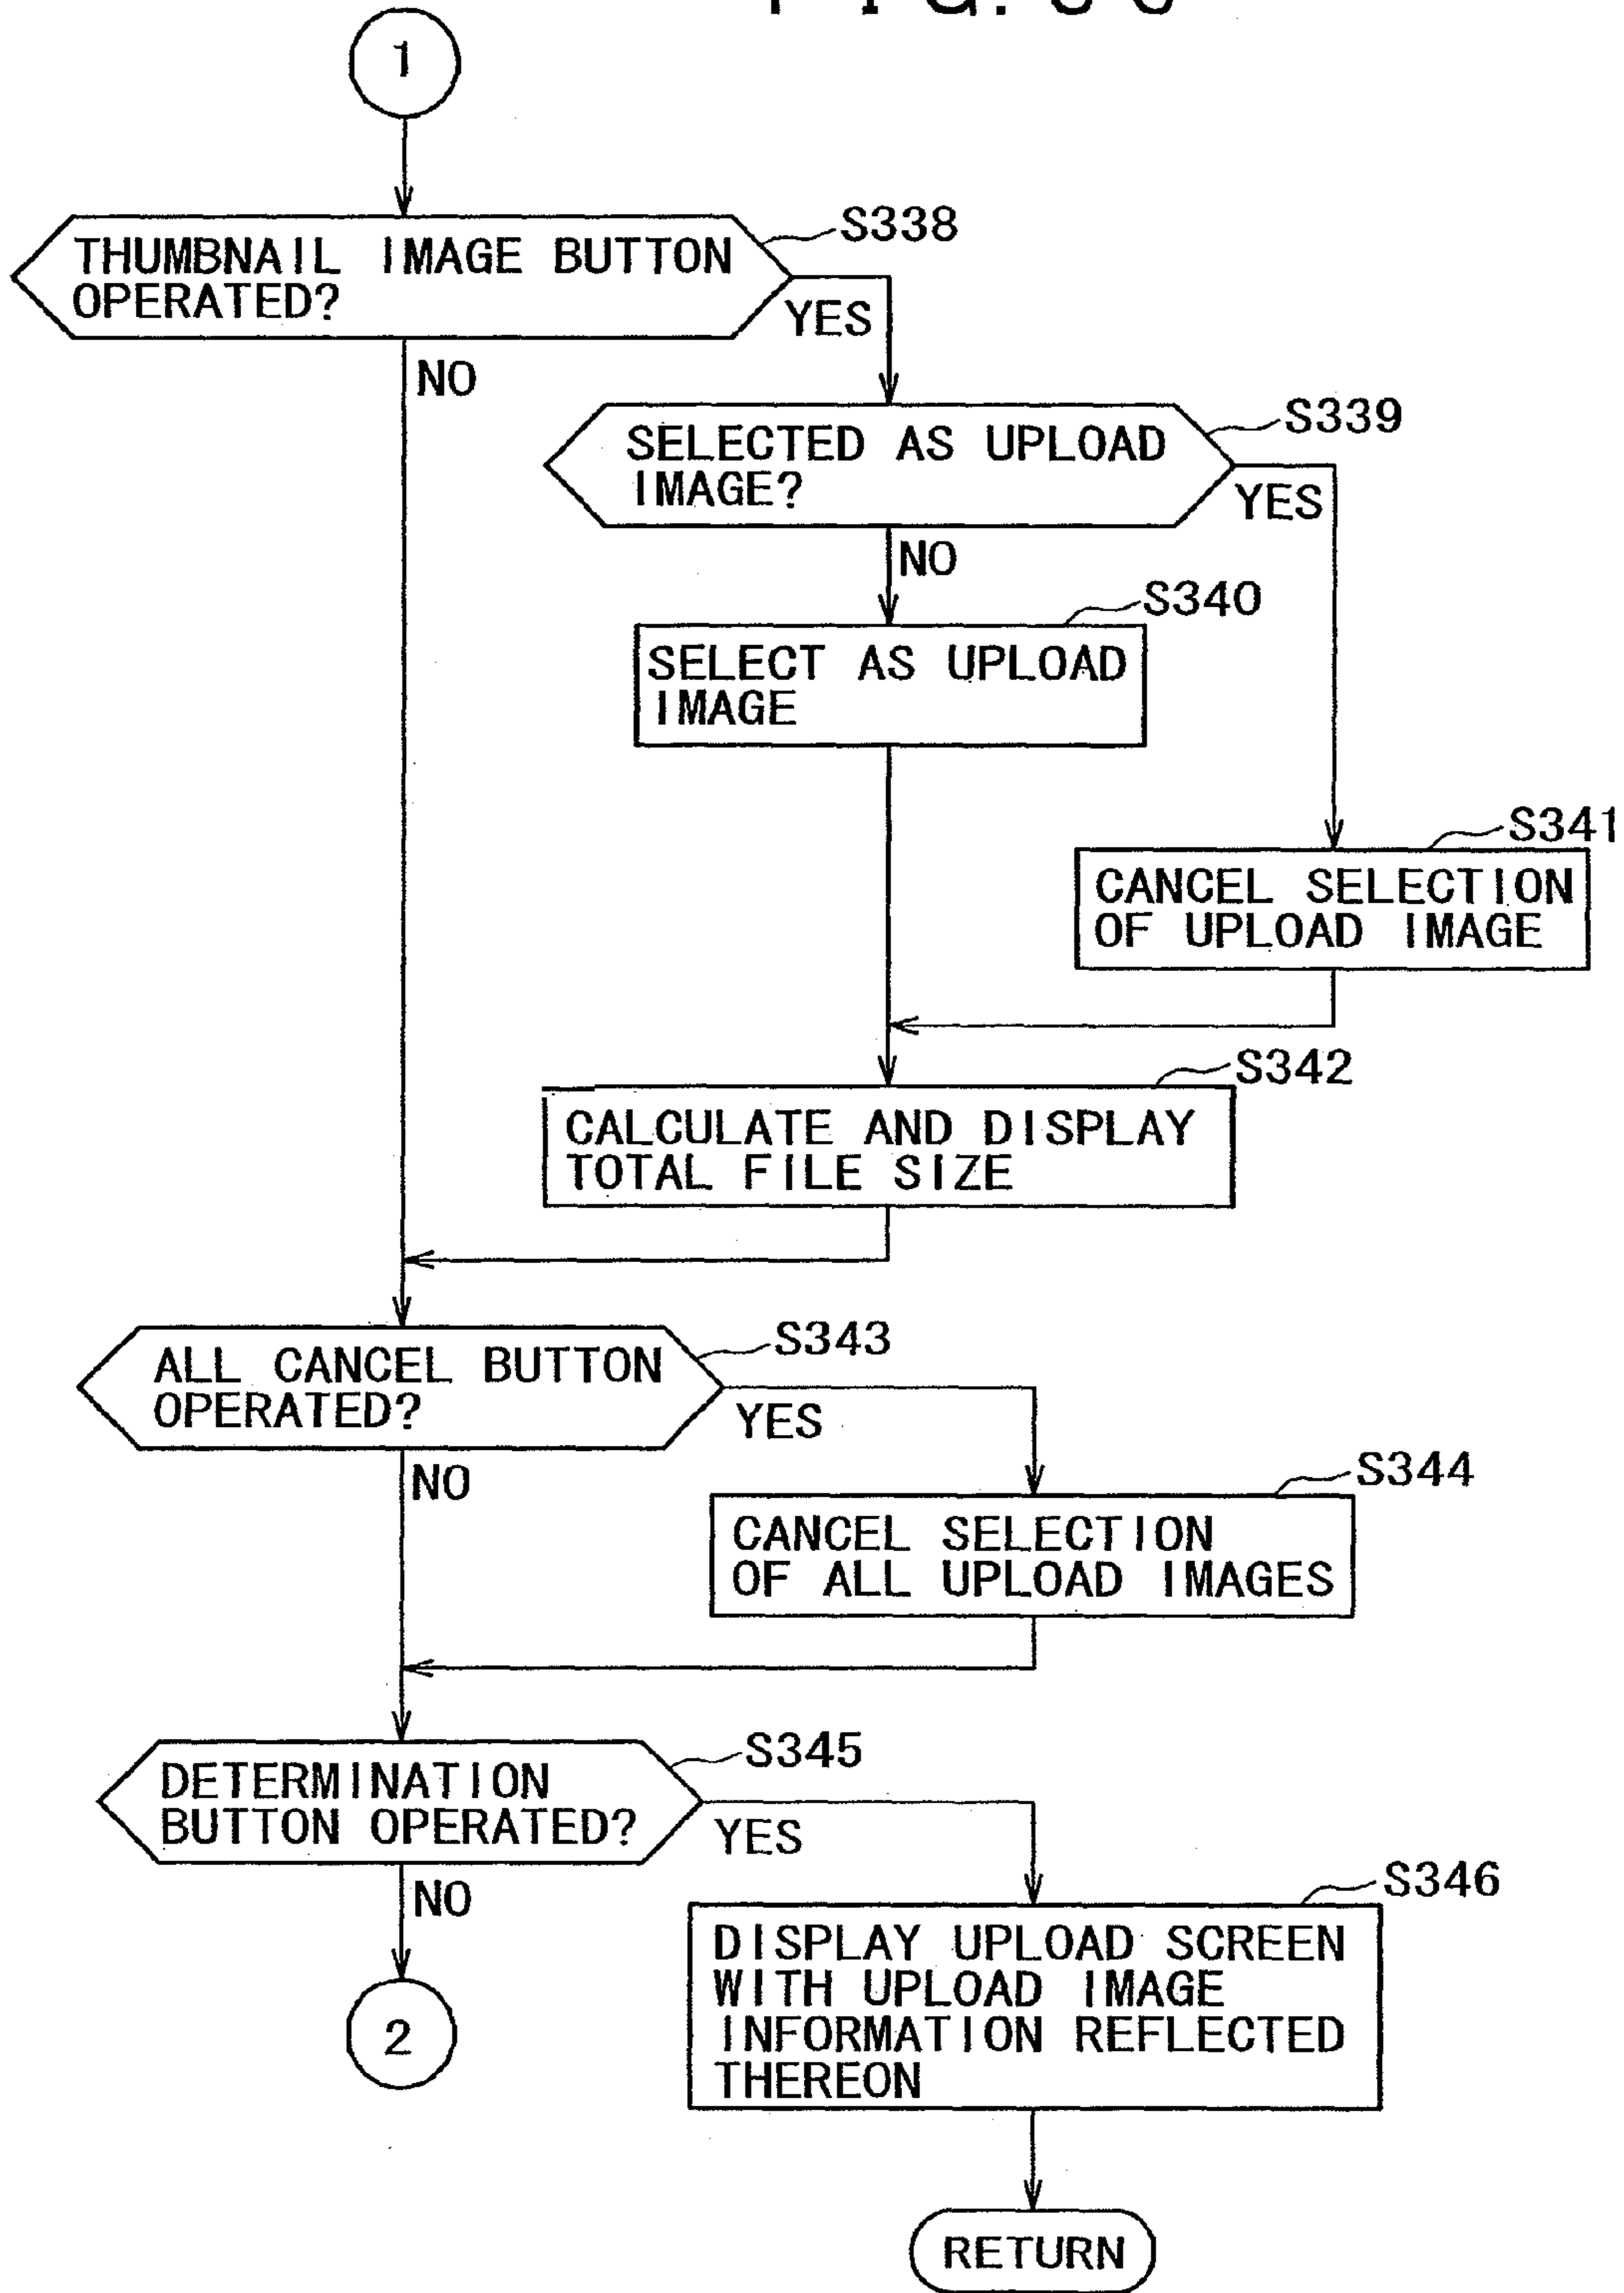 1
THUMBNAIL IMAGE BUTTON
OPERATED?
S338
YES
NO
SELECTED AS UPLOAD
IMAGE?
S339
YES
NO
S340
SELECT AS UPLOAD
IMAGE
S341
CANCEL SELECTION
OF UPLOAD IMAGE
S342
CALCULATE AND DISPLAY
TOTAL FILE SIZE
S343
ALL CANCEL BUTTON
OPERATED?
YES
NO
S344
CANCEL SELECTION
OF ALL UPLOAD IMAGES
S345
DETERMINATION
BUTTON OPERATED?
YES
NO
S346
DISPLAY UPLOAD SCREEN
WITH UPLOAD IMAGE
INFORMATION REFLECTED
THEREON
2
RETURN